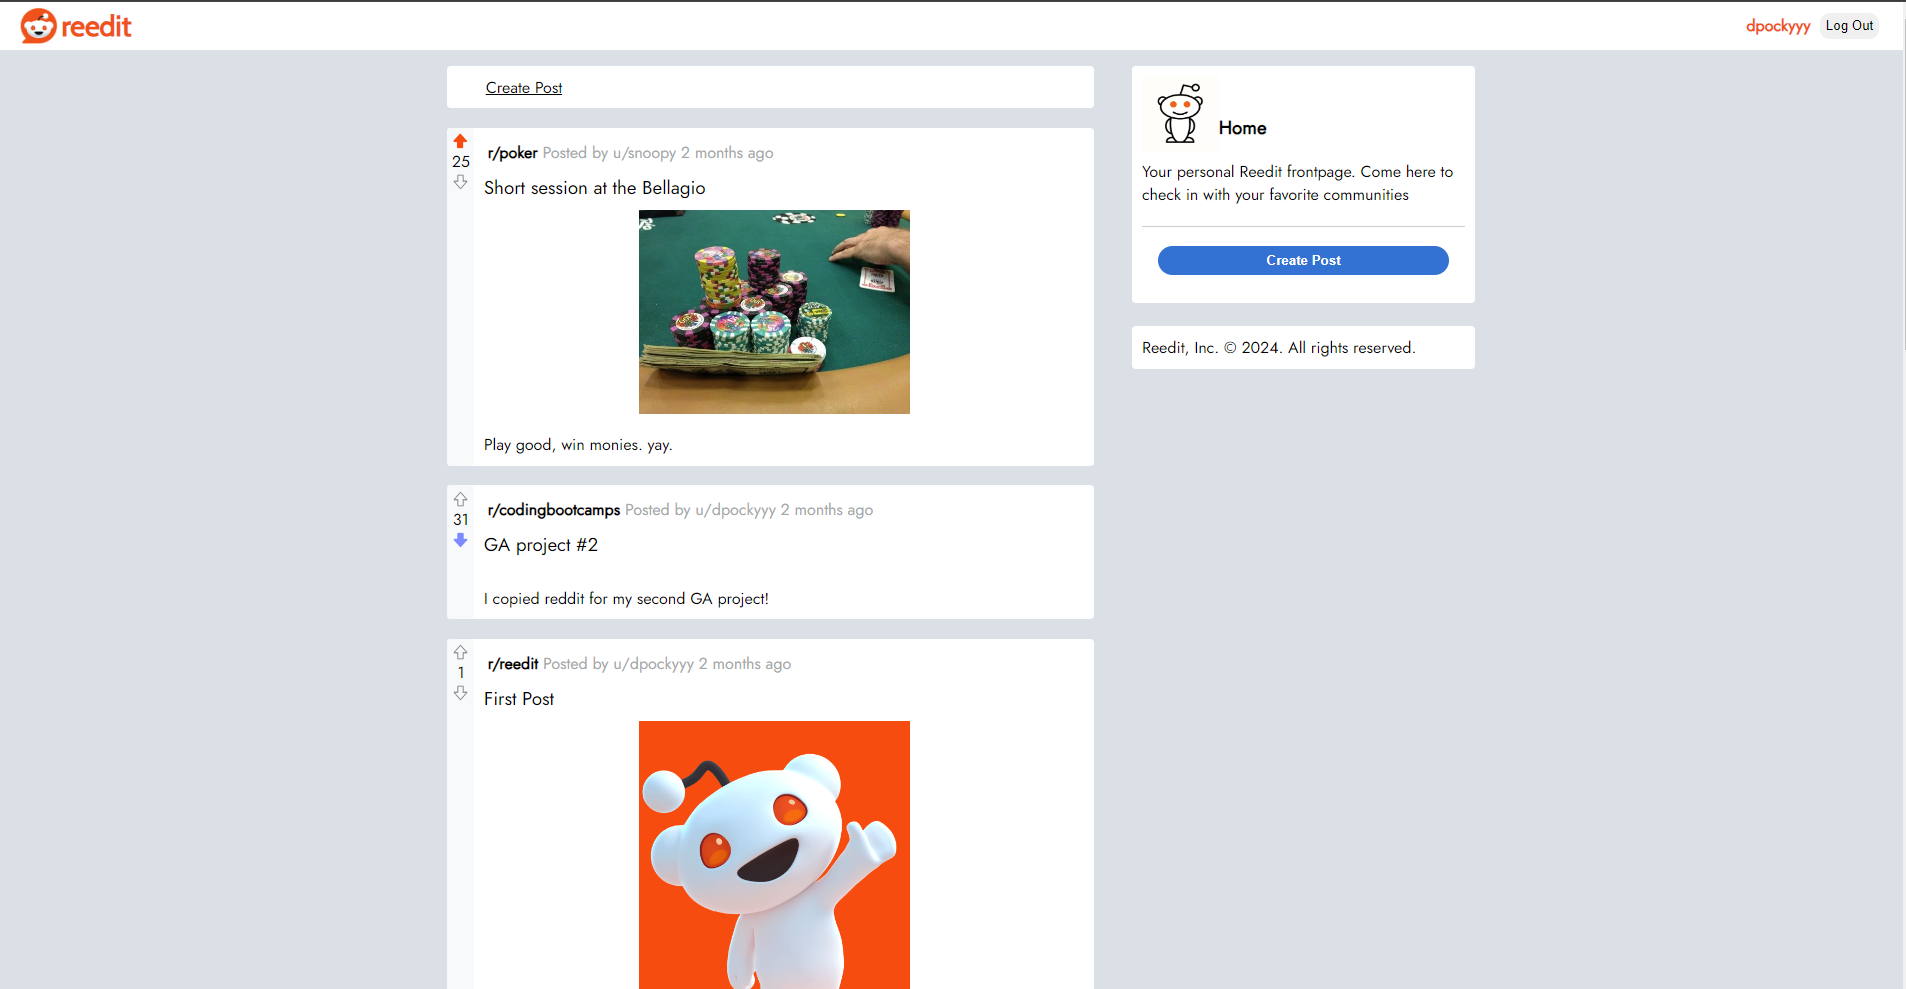 reedit
dpockyyy Log Out
Create Post
25
r/poker Posted by u/snoopy 2 months ago
Short session at the Bellagio
Play good, win monies. yay.
31
r/codingbootcamps Posted by u/dpockyyy 2 months ago
GA project #2
I copied reddit for my second GA project!
1
r/reedit Posted by u/dpockyyy 2 months ago
First Post
Home
Your personal Reedit frontpage. Come here to
check in with your favorite communities
Create Post
Reedit, Inc. © 2024. All rights reserved.